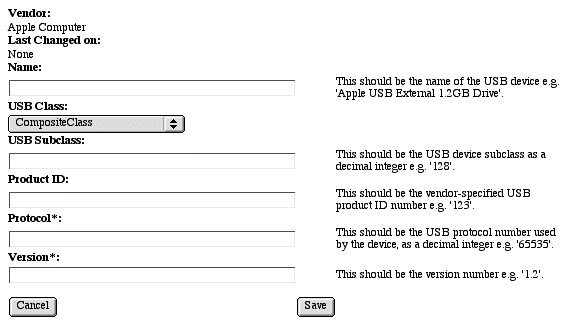 Vendor:
Apple Computer
Last Changed on:
None
Name:
This should be the name of the USB device e.g.
'Apple USB External 1.2GB Drive'.
USB Class:
CompositeClass
USB Subclass:
This should be the USB device subclass as a
decimal integer e.g. '128'.
Product ID:
This should be the vendor-specified USB
product ID number e.g. '123'.
Protocol*:
This should be the USB protocol number used
by the device, as a decimal integer e.g. '65535'.
Version*:
This should be the version number e.g. '1.2'.
Cancel
Save